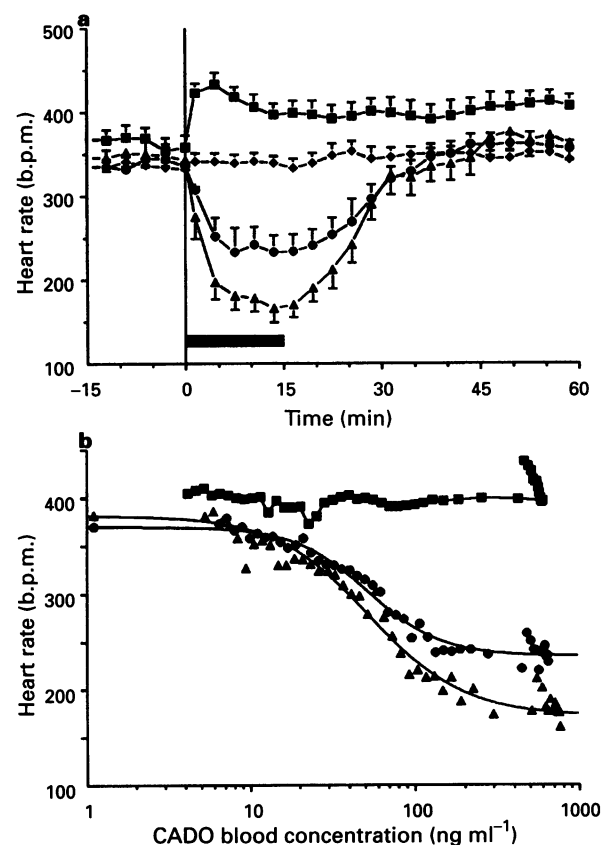 a
500
400
300
200
100
Heart rate (b.p.m.)
−15 0 15 30 45 60
Time (min)
b
400
300
200
100
Heart rate (b.p.m.)
1 10 100 1000
CADO blood concentration (ng ml⁻¹)